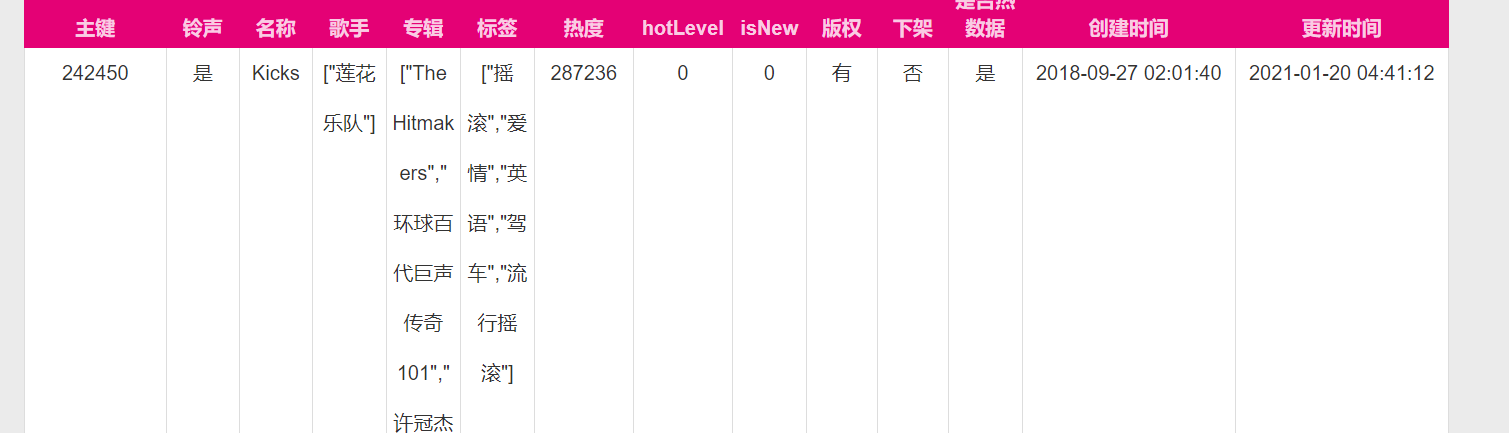 是否热
主键 铃声 名称 歌手 专辑 标签 热度 hotLevel isNew 版权 下架 数据 创建时间 更新时间
242450 是 Kicks ["莲花 ["The ["摇 287236 0 0 有 否 是 2018-09-27 02:01:40 2021-01-20 04:41:12
乐队"] Hitmak 滚","爱
ers"," 情","英
环球百 语","驾
代巨声 车","流
传奇 行摇
101"," 滚"]
许冠杰